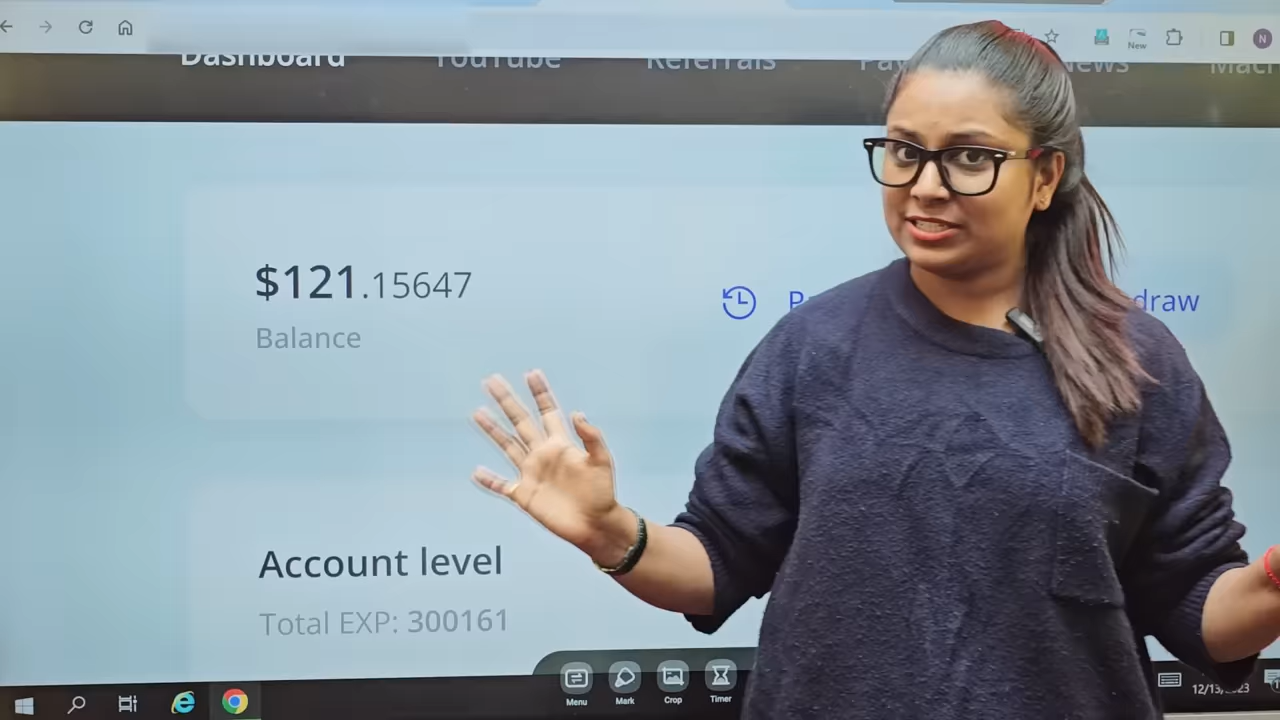 New
N
Dashboard
YouTube
Referrals
News
$121.15647
Balance
draw
Account level
Total EXP: 300161
Menu
Mark
Crop
Timer